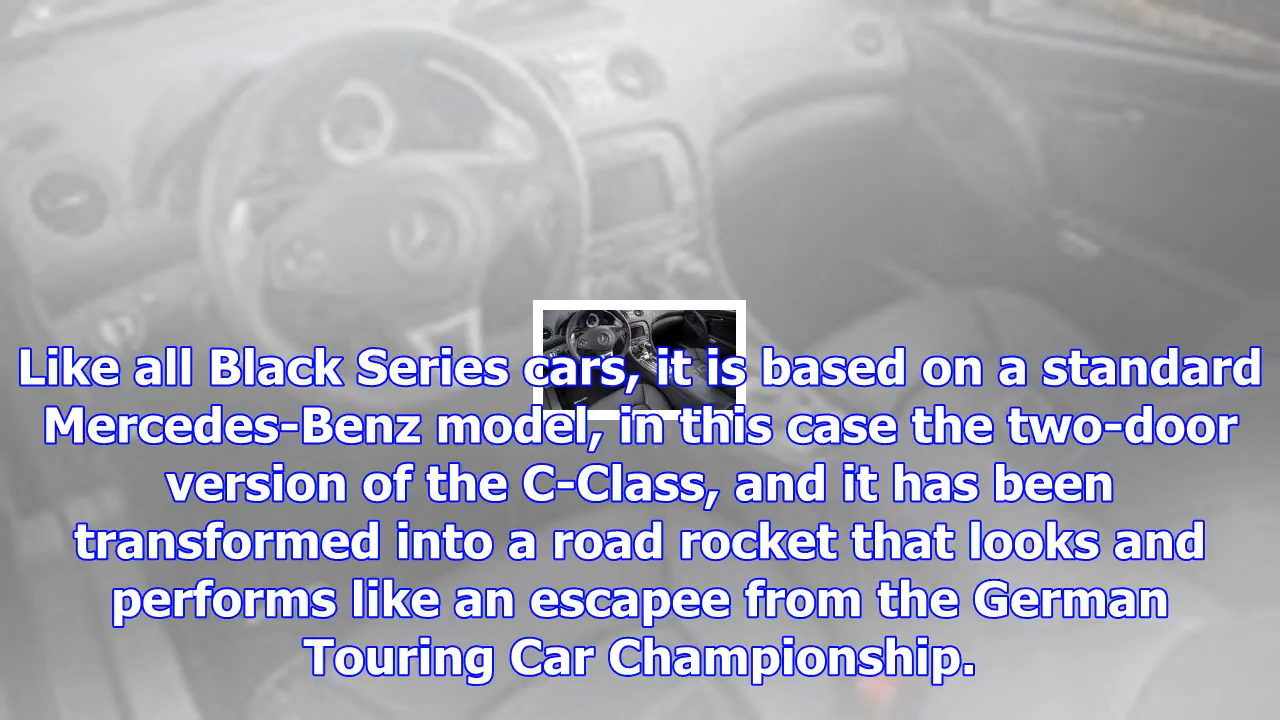 Like all Black Series cars, it is based on a standard
Mercedes-Benz model, in this case the two-door
version of the C-Class, and it has been
transformed into a road rocket that looks and
performs like an escapee from the German
Touring Car Championship.